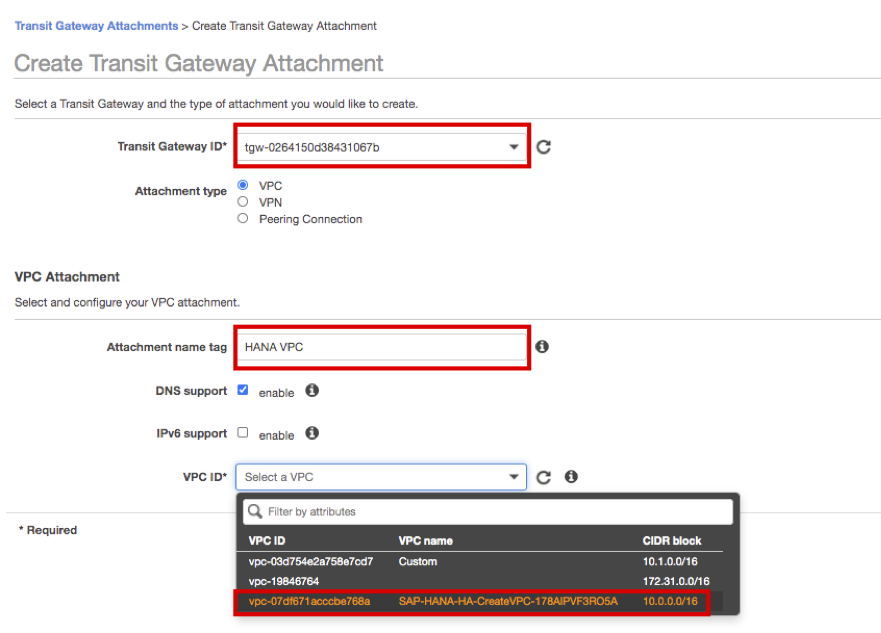 Transit Gateway Attachments > Create Transit Gateway Attachment
Create Transit Gateway Attachment
Select a Transit Gateway and the type of attachment you would like to create.
Transit Gateway ID* tgw-0264150d38431067b
Attachment type VPC
VPN
Peering Connection
VPC Attachment
Select and configure your VPC attachment.
Attachment name tag HANA VPC
DNS support enable
IPv6 support enable
VPC ID* Select a VPC
Filter by attributes
* Required
VPC ID VPC name CIDR block
vpc-03d754e2a758e7cd7 Custom 10.1.0.0/16
vpc-19846764 172.31.0.0/16
vpc-07df671acccbe768a SAP-HANA-HA-CreateVPC-178AIPVF3RO5A 10.0.0.0/16